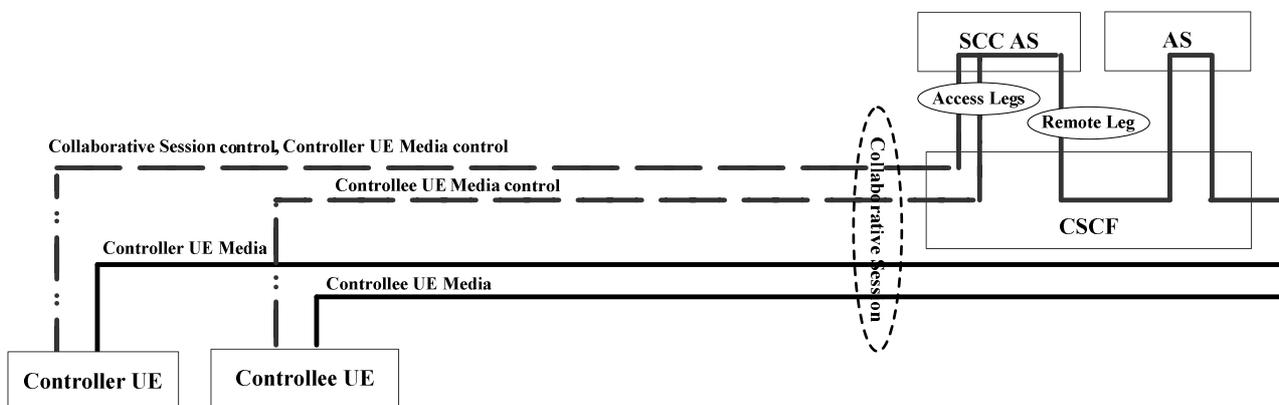 SCC AS
AS
Access Legs
Remote Leg
Collaborative Session control, Controller UE Media control
Controllee UE Media control
Collaborative Session
CSCF
Controller UE Media
Controllee UE Media
Controller UE
Controllee UE